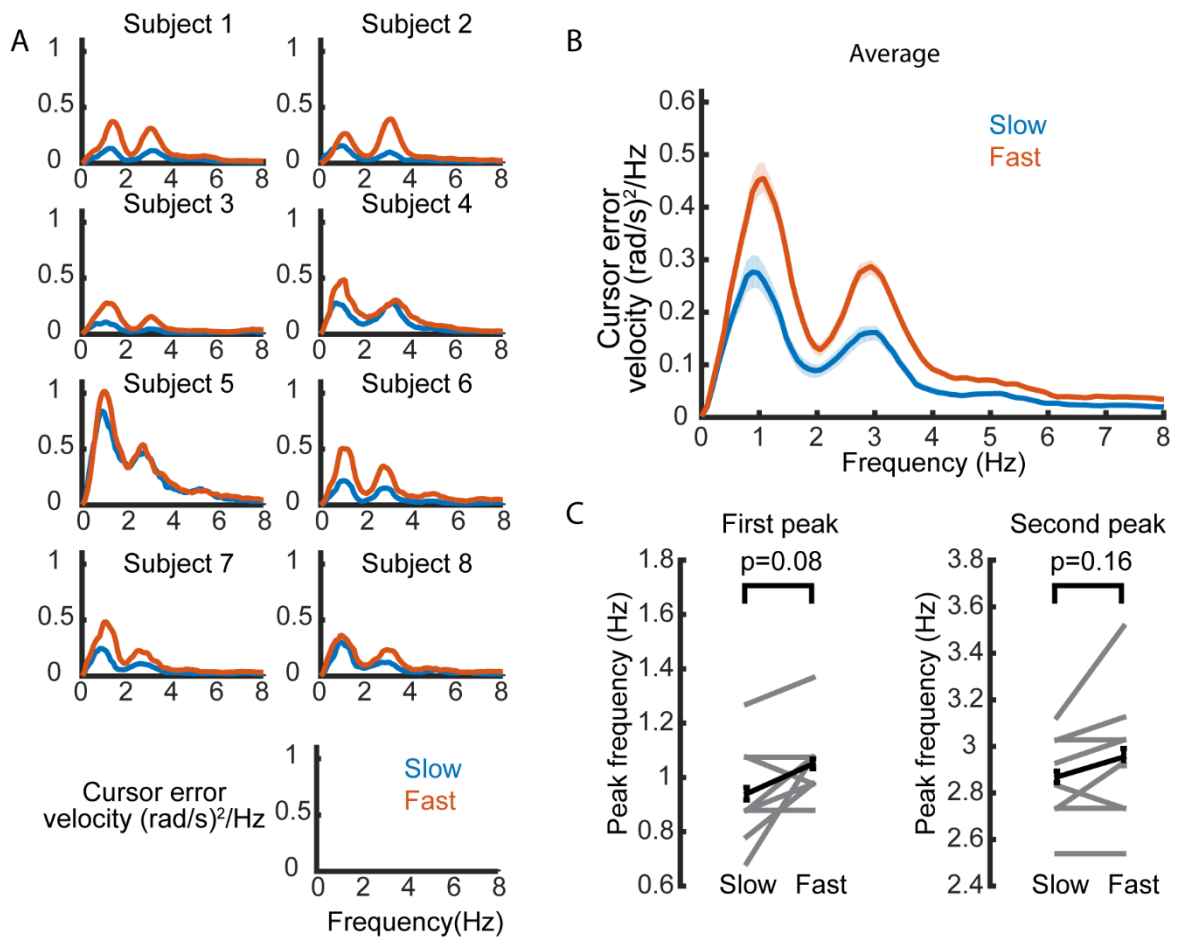 A
Subject 1
Subject 2
1
0.5
0
0 2 4 6 8
1
0.5
0
0 2 4 6 8
Subject 3
Subject 4
1
0.5
0
0 2 4 6 8
1
0.5
0
0 2 4 6 8
Subject 5
Subject 6
1
0.5
0
0 2 4 6 8
1
0.5
0
0 2 4 6 8
Subject 7
Subject 8
1
0.5
0
0 2 4 6 8
1
0.5
0
0 2 4 6 8
Cursor error
velocity (rad/s)²/Hz
1
0.5
0
Slow
Fast
0 2 4 6 8
Frequency(Hz)
B
Average
Cursor error
velocity (rad/s)²/Hz
0.6
0.5
0.4
0.3
0.2
0.1
0
Slow
Fast
0 1 2 3 4 5 6 7 8
Frequency (Hz)
C
First peak
p=0.08
Peak frequency (Hz)
1.8
1.6
1.4
1.2
1
0.8
0.6
Slow Fast
Second peak
p=0.16
Peak frequency (Hz)
3.8
3.6
3.4
3.2
3
2.8
2.6
2.4
Slow Fast